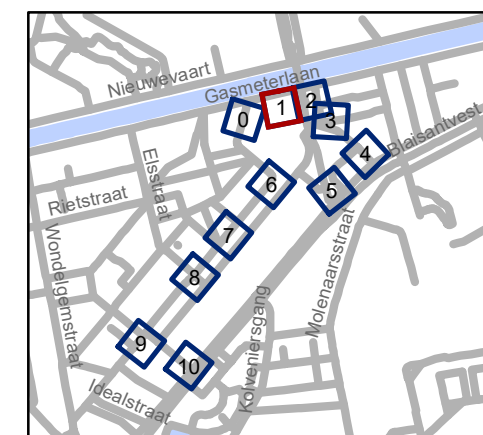 Nieuwevaart
Gasmeterlaan
0
1
2
3
4
Blaisantvest
Elsstraat
5
6
Rietstraat
7
Wondelgemstraat
8
Molenaarsstraat
Kolveniersgang
9
10
Idealstraat